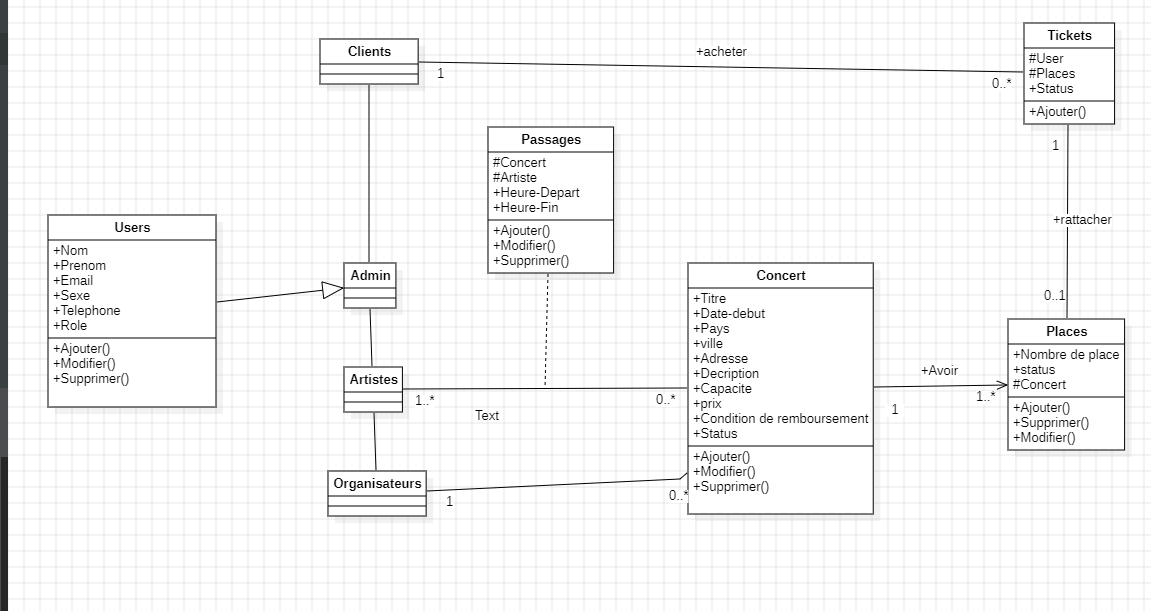 Clients
1
+acheter
0..*
Tickets
#User
#Places
+Status
+Ajouter()
1
+rattacher
0..1
Passages
#Concert
#Artiste
+Heure-Depart
+Heure-Fin
+Ajouter()
+Modifier()
+Supprimer()
Users
+Nom
+Prenom
+Email
+Sexe
+Telephone
+Role
+Ajouter()
+Modifier()
+Supprimer()
Admin
Artistes
1..*
Text
0..*
Organisateurs
1
0..*
Concert
+Titre
+Date-debut
+Pays
+ville
+Adresse
+Decription
+Capacite
+prix
+Condition de remboursement
+Status
+Ajouter()
+Modifier()
+Supprimer()
+Avoir
1
1..*
Places
+Nombre de place
+status
#Concert
+Ajouter()
+Supprimer()
+Modifier()